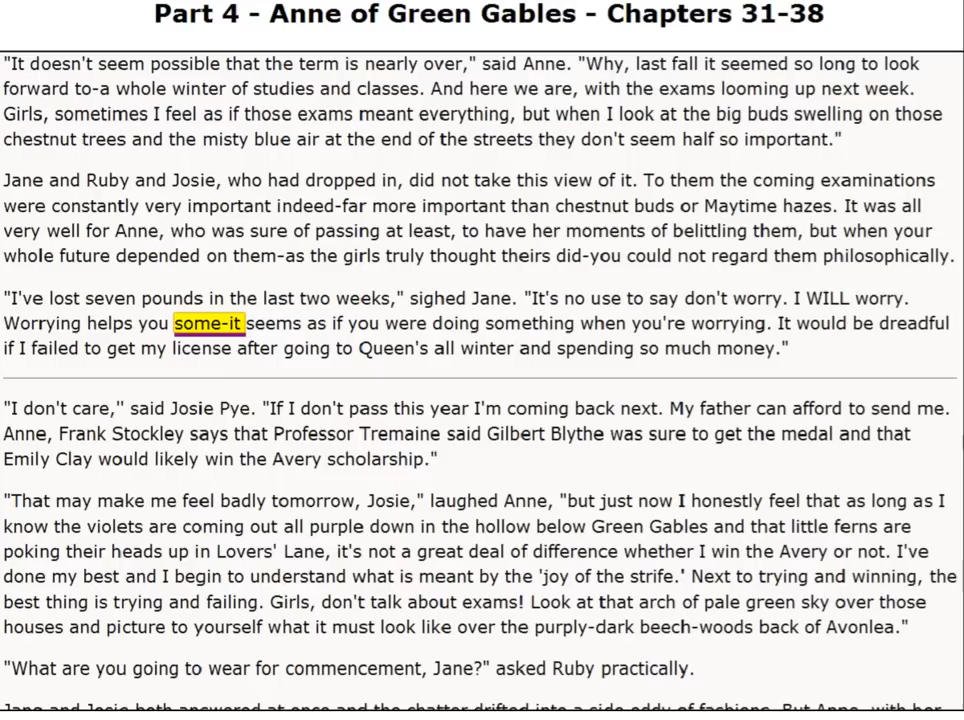 Part 4 - Anne of Green Gables - Chapters 31-38
"It doesn't seem possible that the term is nearly over," said Anne. "Why, last fall it seemed so long to look
forward to-a whole winter of studies and classes. And here we are, with the exams looming up next week.
Girls, sometimes I feel as if those exams meant everything, but when I look at the big buds swelling on those
chestnut trees and the misty blue air at the end of the streets they don't seem half so important."
Jane and Ruby and Josie, who had dropped in, did not take this view of it. To them the coming examinations
were constantly very important indeed-far more important than chestnut buds or Maytime hazes. It was all
very well for Anne, who was sure of passing at least, to have her moments of belittling them, but when your
whole future depended on them-as the girls truly thought theirs did-you could not regard them philosophically.
"I've lost seven pounds in the last two weeks," sighed Jane. "It's no use to say don't worry. I WILL worry.
Worrying helps you some-it seems as if you were doing something when you're worrying. It would be dreadful
if I failed to get my license after going to Queen's all winter and spending so much money."
"I don't care," said Josie Pye. "If I don't pass this year I'm coming back next. My father can afford to send me.
Anne, Frank Stockley says that Professor Tremaine said Gilbert Blythe was sure to get the medal and that
Emily Clay would likely win the Avery scholarship."
"That may make me feel badly tomorrow, Josie," laughed Anne, "but just now I honestly feel that as long as I
know the violets are coming out all purple down in the hollow below Green Gables and that little ferns are
poking their heads up in Lovers' Lane, it's not a great deal of difference whether I win the Avery or not. I've
done my best and I begin to understand what is meant by the 'joy of the strife.' Next to trying and winning, the
best thing is trying and failing. Girls, don't talk about exams! Look at that arch of pale green sky over those
houses and picture to yourself what it must look like over the purply-dark beech-woods back of Avonlea."
"What are you going to wear for commencement, Jane?" asked Ruby practically.
Jane and Josie both answered at once and the chatter drifted into a side eddy of fashions. But Anne, with her